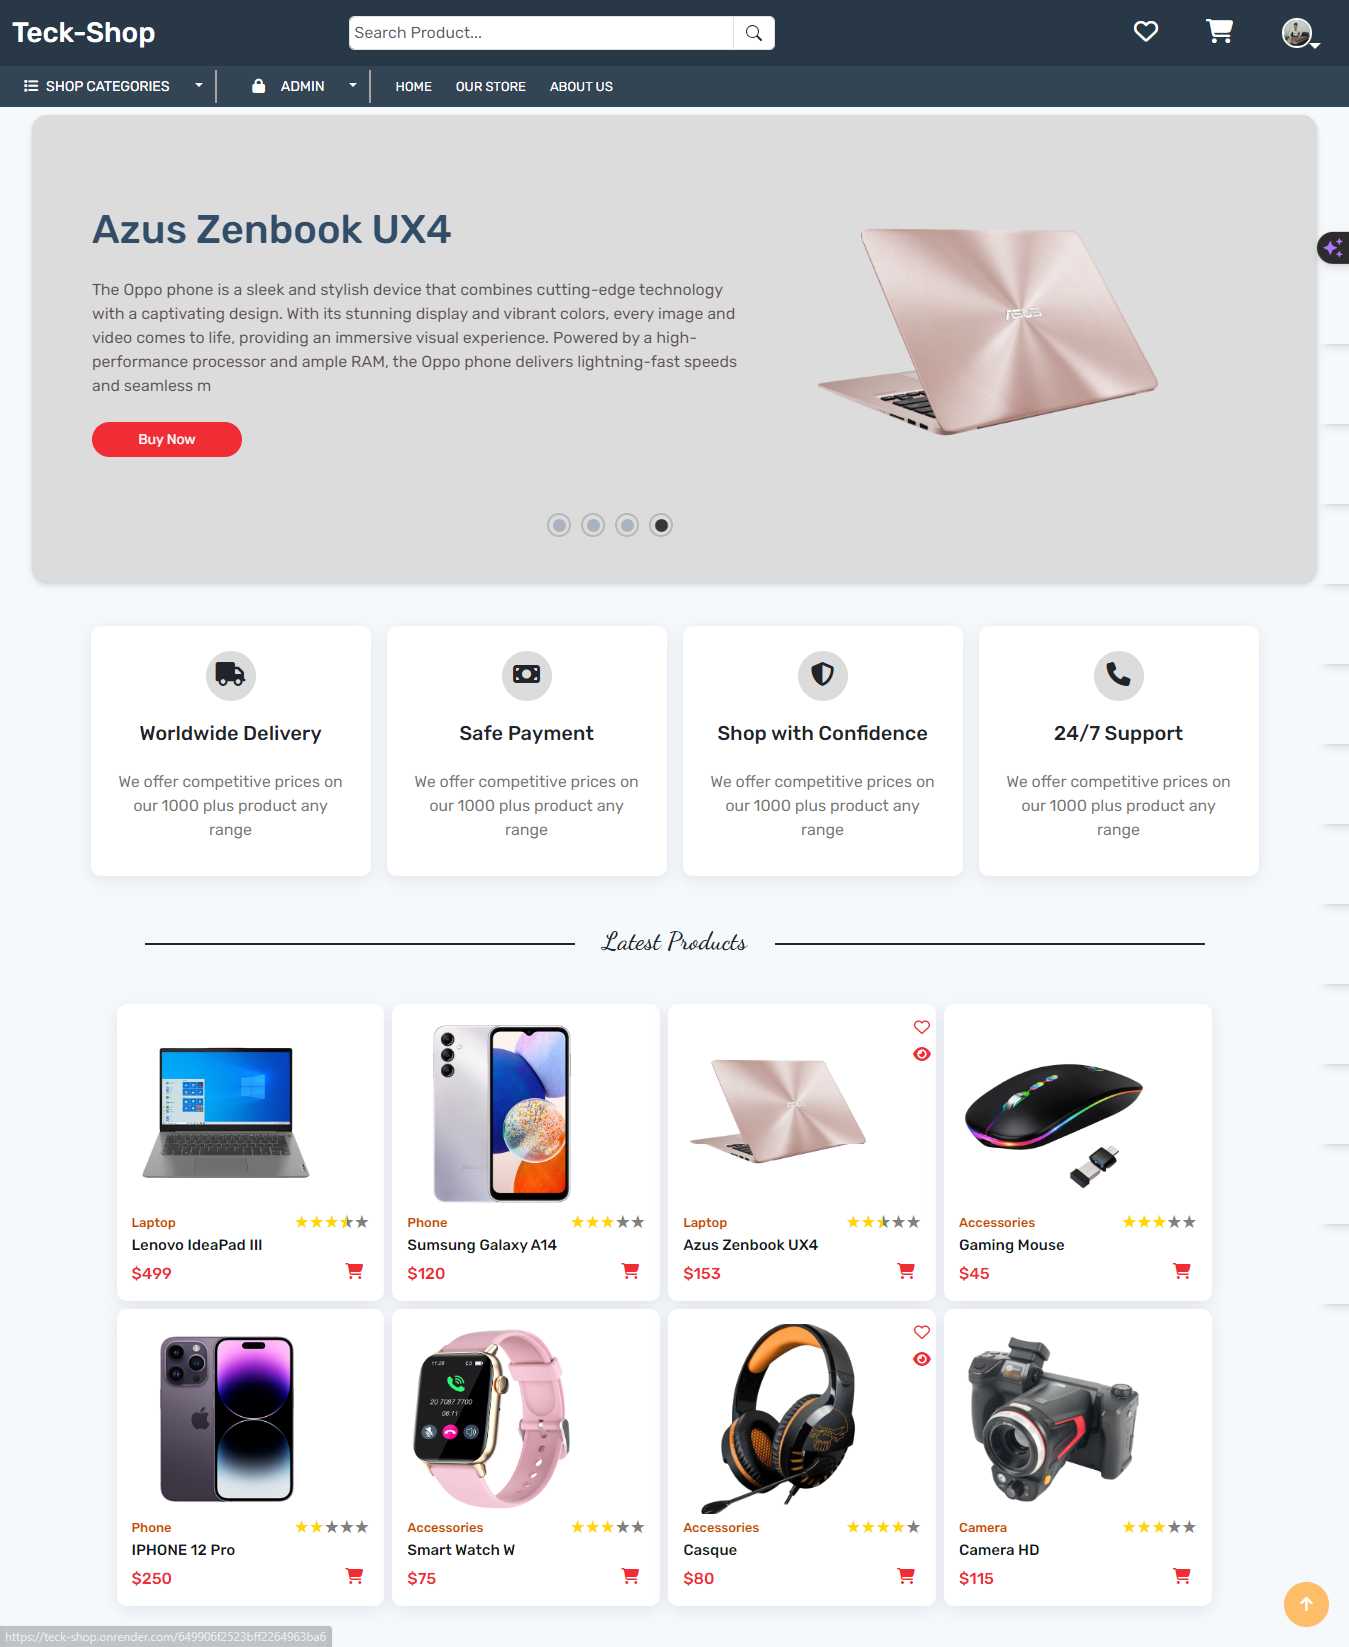 Teck-Shop
Search Product...
SHOP CATEGORIES
ADMIN
HOME
OUR STORE
ABOUT US
Azus Zenbook UX4
The Oppo phone is a sleek and stylish device that combines cutting-edge technology
with a captivating design. With its stunning display and vibrant colors, every image and
video comes to life, providing an immersive visual experience. Powered by a high-
performance processor and ample RAM, the Oppo phone delivers lightning-fast speeds
and seamless m
Buy Now
ASUS
Worldwide Delivery
We offer competitive prices on
our 1000 plus product any
range
Safe Payment
We offer competitive prices on
our 1000 plus product any
range
Shop with Confidence
We offer competitive prices on
our 1000 plus product any
range
24/7 Support
We offer competitive prices on
our 1000 plus product any
range
Latest Products
Laptop
Lenovo IdeaPad III
$499
Phone
Sumsung Galaxy A14
$120
Laptop
Azus Zenbook UX4
$153
Accessories
Gaming Mouse
$45
Phone
IPHONE 12 Pro
$250
11:28
20 7087 7700
06:11
Accessories
Smart Watch W
$75
Accessories
Casque
$80
Camera
Camera HD
$115
https://teck-shop.onrender.com/649906f2523bff2264963ba6